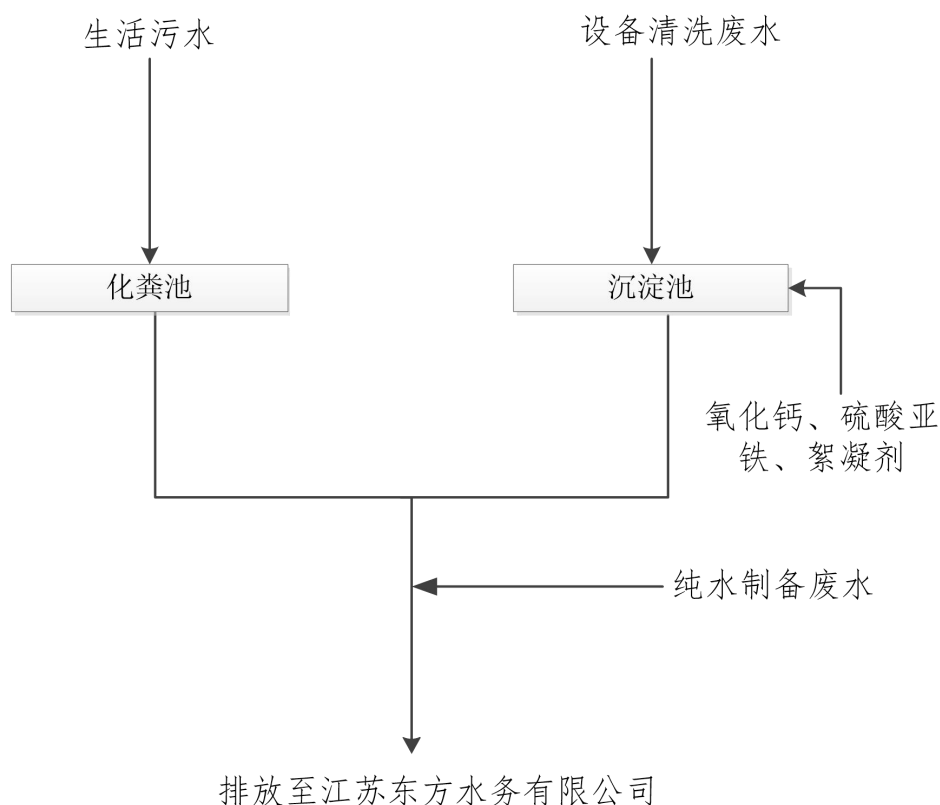 生活污水
设备清洗废水
化粪池
沉淀池
氧化钙、硫酸亚
铁、絮凝剂
纯水制备废水
排放至江苏东方水务有限公司